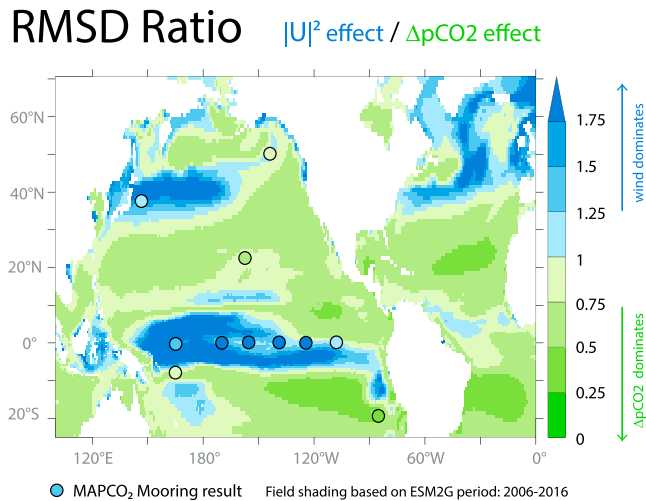 RMSD Ratio |U|² effect / ΔpCO2 effect
60°N
40°N
20°N
0°
20°S
120°E 180° 120°W 60°W 0°
1.75
1.5
1.25
1
0.75
0.5
0.25
0
wind dominates
ΔpCO2 dominates
MAPCO₂ Mooring result Field shading based on ESM2G period: 2006-2016